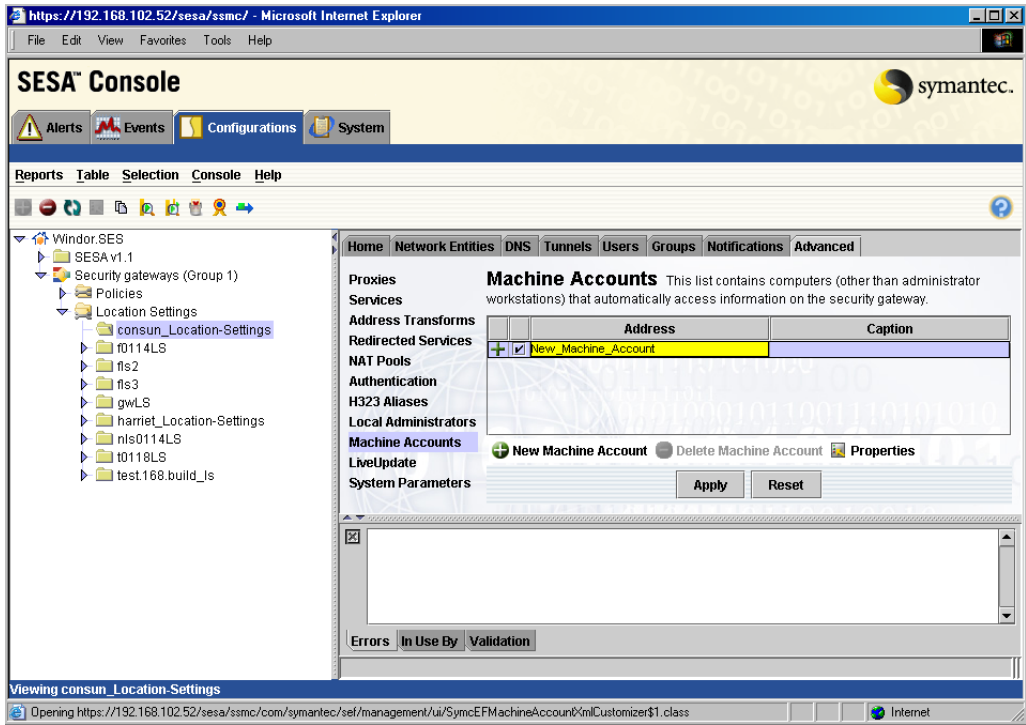 https://192.168.102.52/sesa/ssmc/ - Microsoft Internet Explorer
File Edit View Favorites Tools Help
SESA™ Console
symantec.
Alerts Events Configurations System
Reports Table Selection Console Help
Windor.SES
SESA v1.1
Security gateways (Group 1)
Policies
Location Settings
consun_Location-Settings
f0114LS
fls2
fls3
gwLS
harriet_Location-Settings
nls0114LS
t0118LS
test.168.build_ls
Home Network Entities DNS Tunnels Users Groups Notifications Advanced
Proxies
Services
Address Transforms
Redirected Services
NAT Pools
Authentication
H323 Aliases
Local Administrators
Machine Accounts
LiveUpdate
System Parameters
Machine Accounts This list contains computers (other than administrator
workstations) that automatically access information on the security gateway.
Address Caption
New_Machine_Account
New Machine Account Delete Machine Account Properties
Apply Reset
Errors In Use By Validation
Viewing consun_Location-Settings
Opening https://192.168.102.52/sesa/ssmc/com/symantec/sef/management/ui/SymcEFMachineAccountXmlCustomizer$1.class Internet